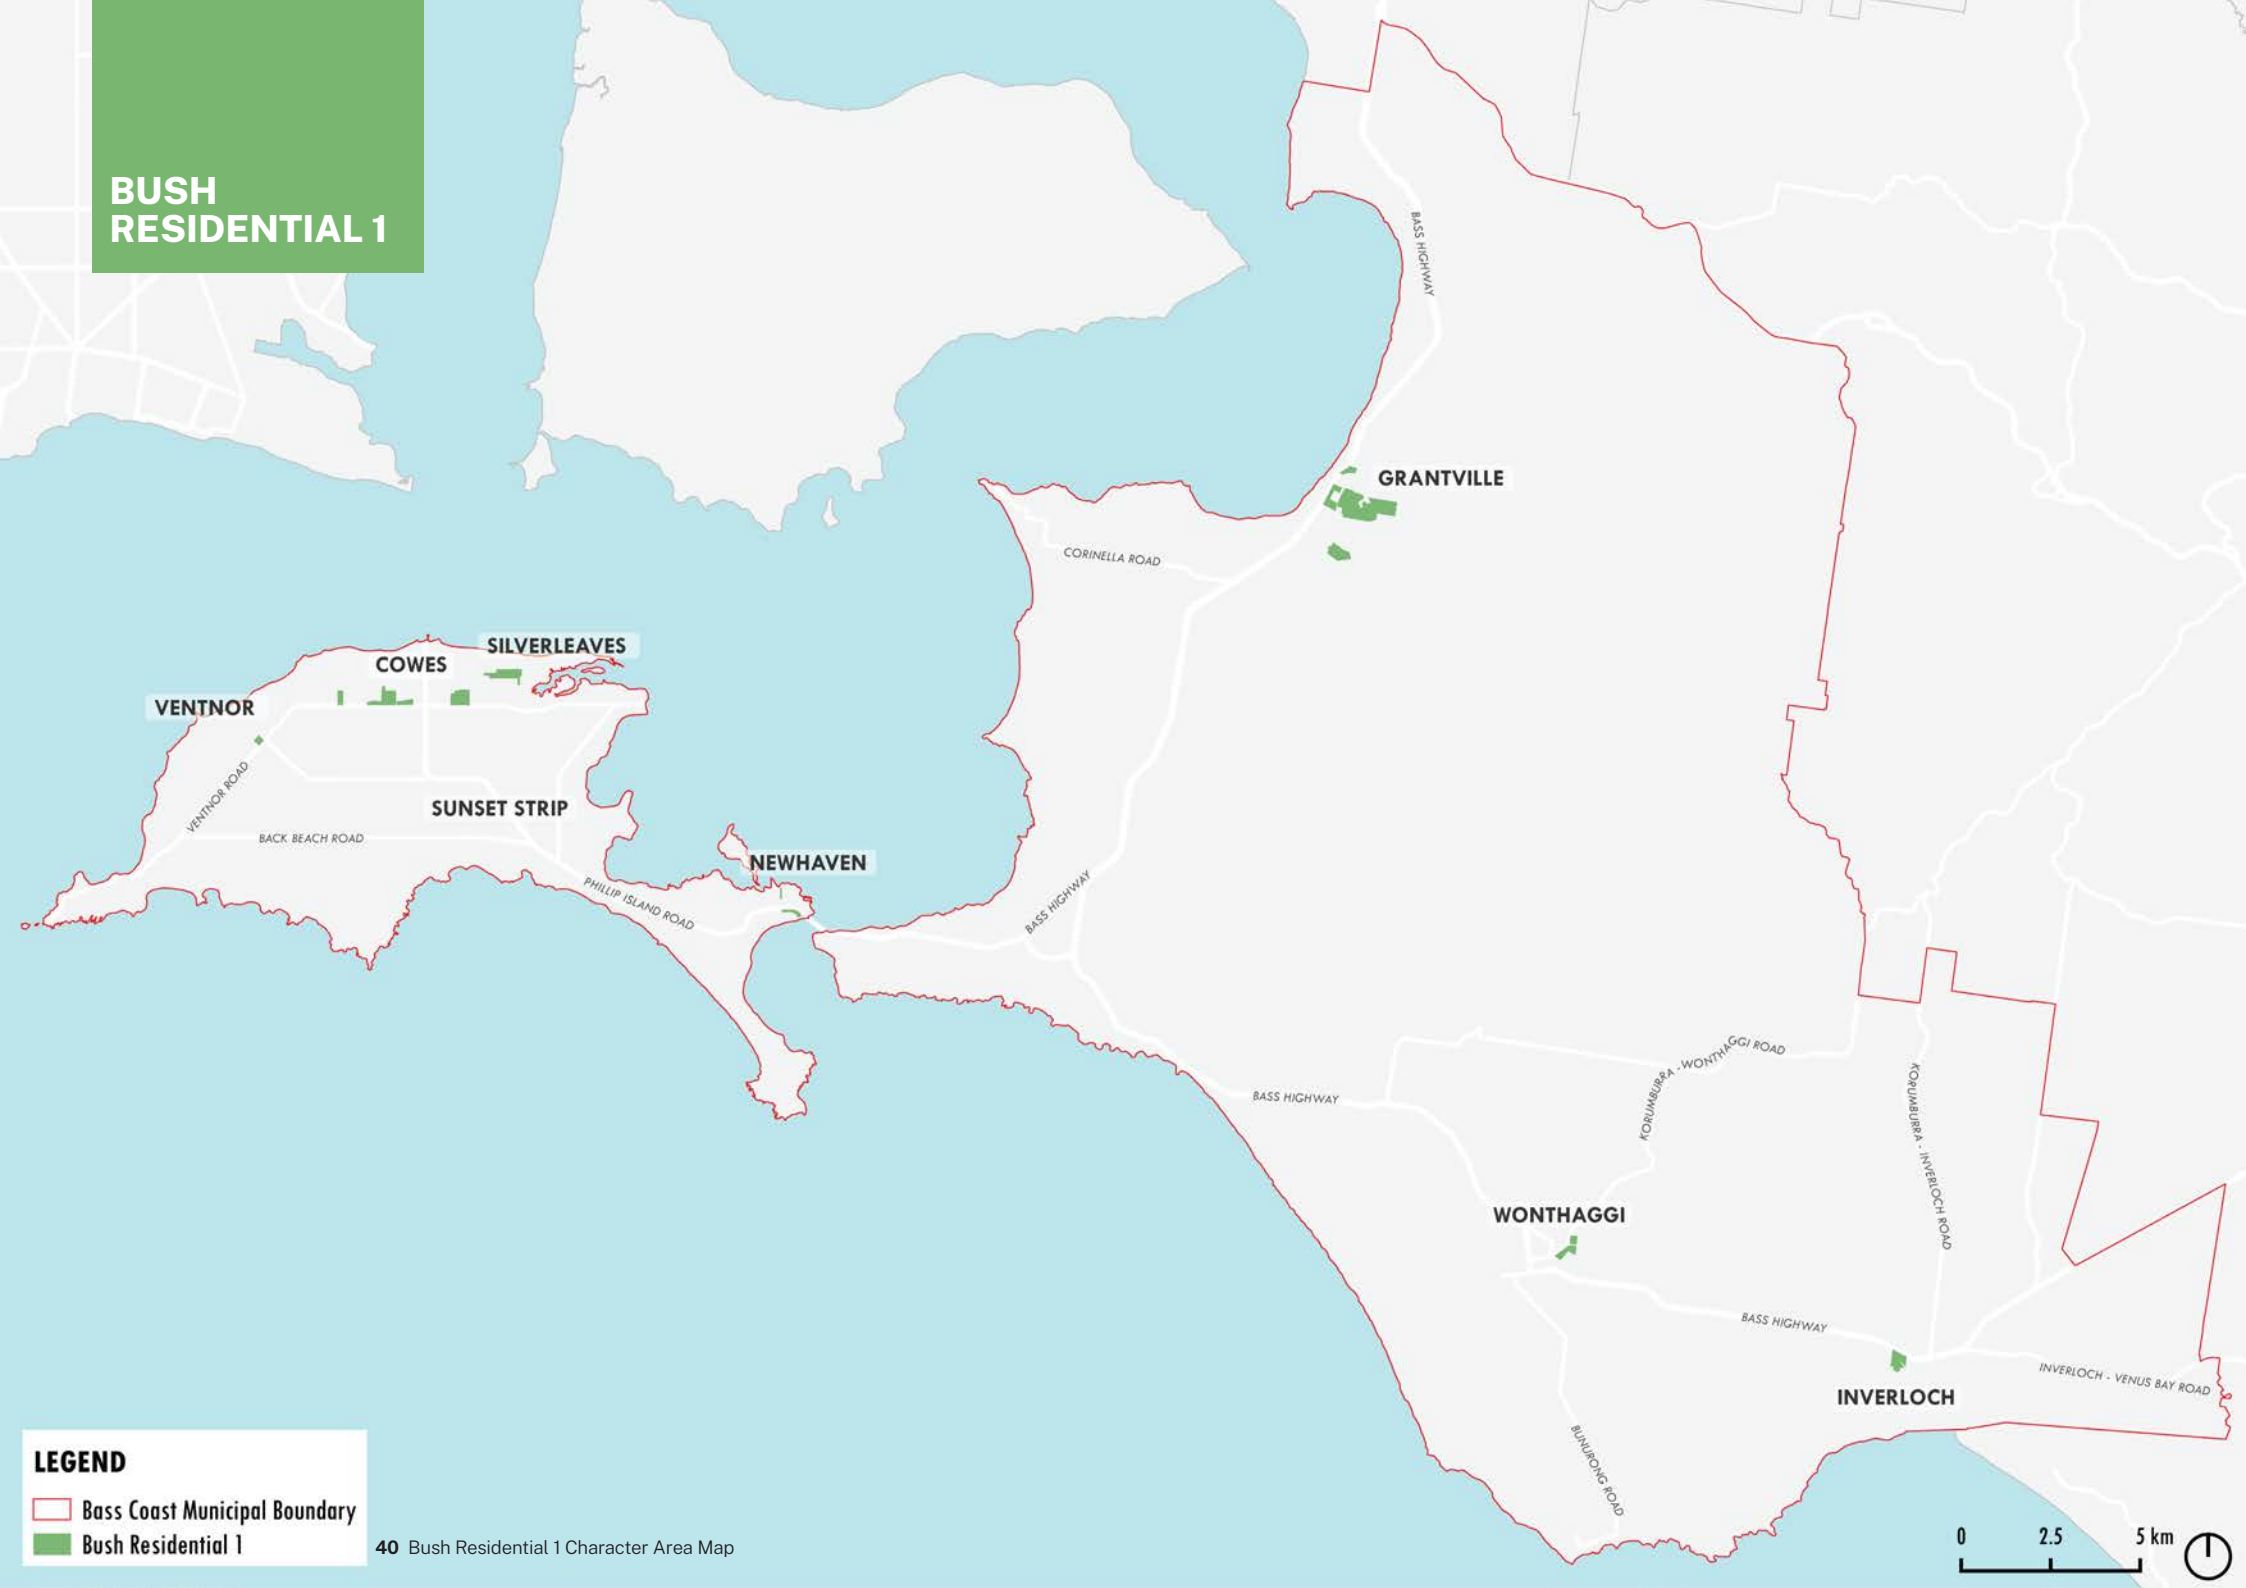 BUSH
RESIDENTIAL 1
BASS HIGHWAY
GRANTVILLE
CORINELLA ROAD
SILVERLEAVES
COWES
VENTNOR
VENTNOR ROAD
SUNSET STRIP
BACK BEACH ROAD
NEWHAVEN
PHILLIP ISLAND ROAD
BASS HIGHWAY
BASS HIGHWAY
KORUMBURRA - WONTHAGGI ROAD
KORUMBURRA - INVERLOCH ROAD
WONTHAGGI
BASS HIGHWAY
INVERLOCH - VENUS BAY ROAD
INVERLOCH
BUNURONG ROAD
LEGEND
Bass Coast Municipal Boundary
Bush Residential 1
40 Bush Residential 1 Character Area Map
0 2.5 5 km